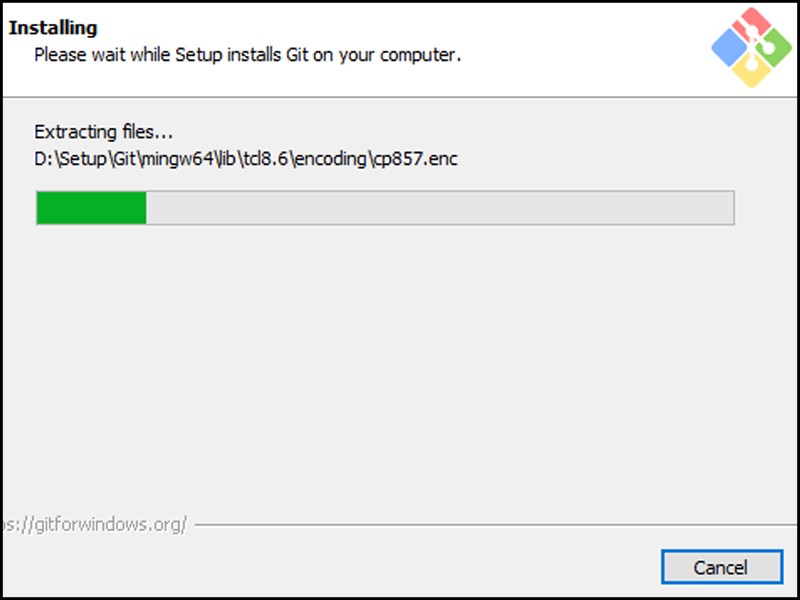 Installing
Please wait while Setup installs Git on your computer.
Extracting files...
D:\Setup\Git\mingw64\lib\tcl8.6\encoding\cp857.enc
ps://gitforwindows.org/
Cancel